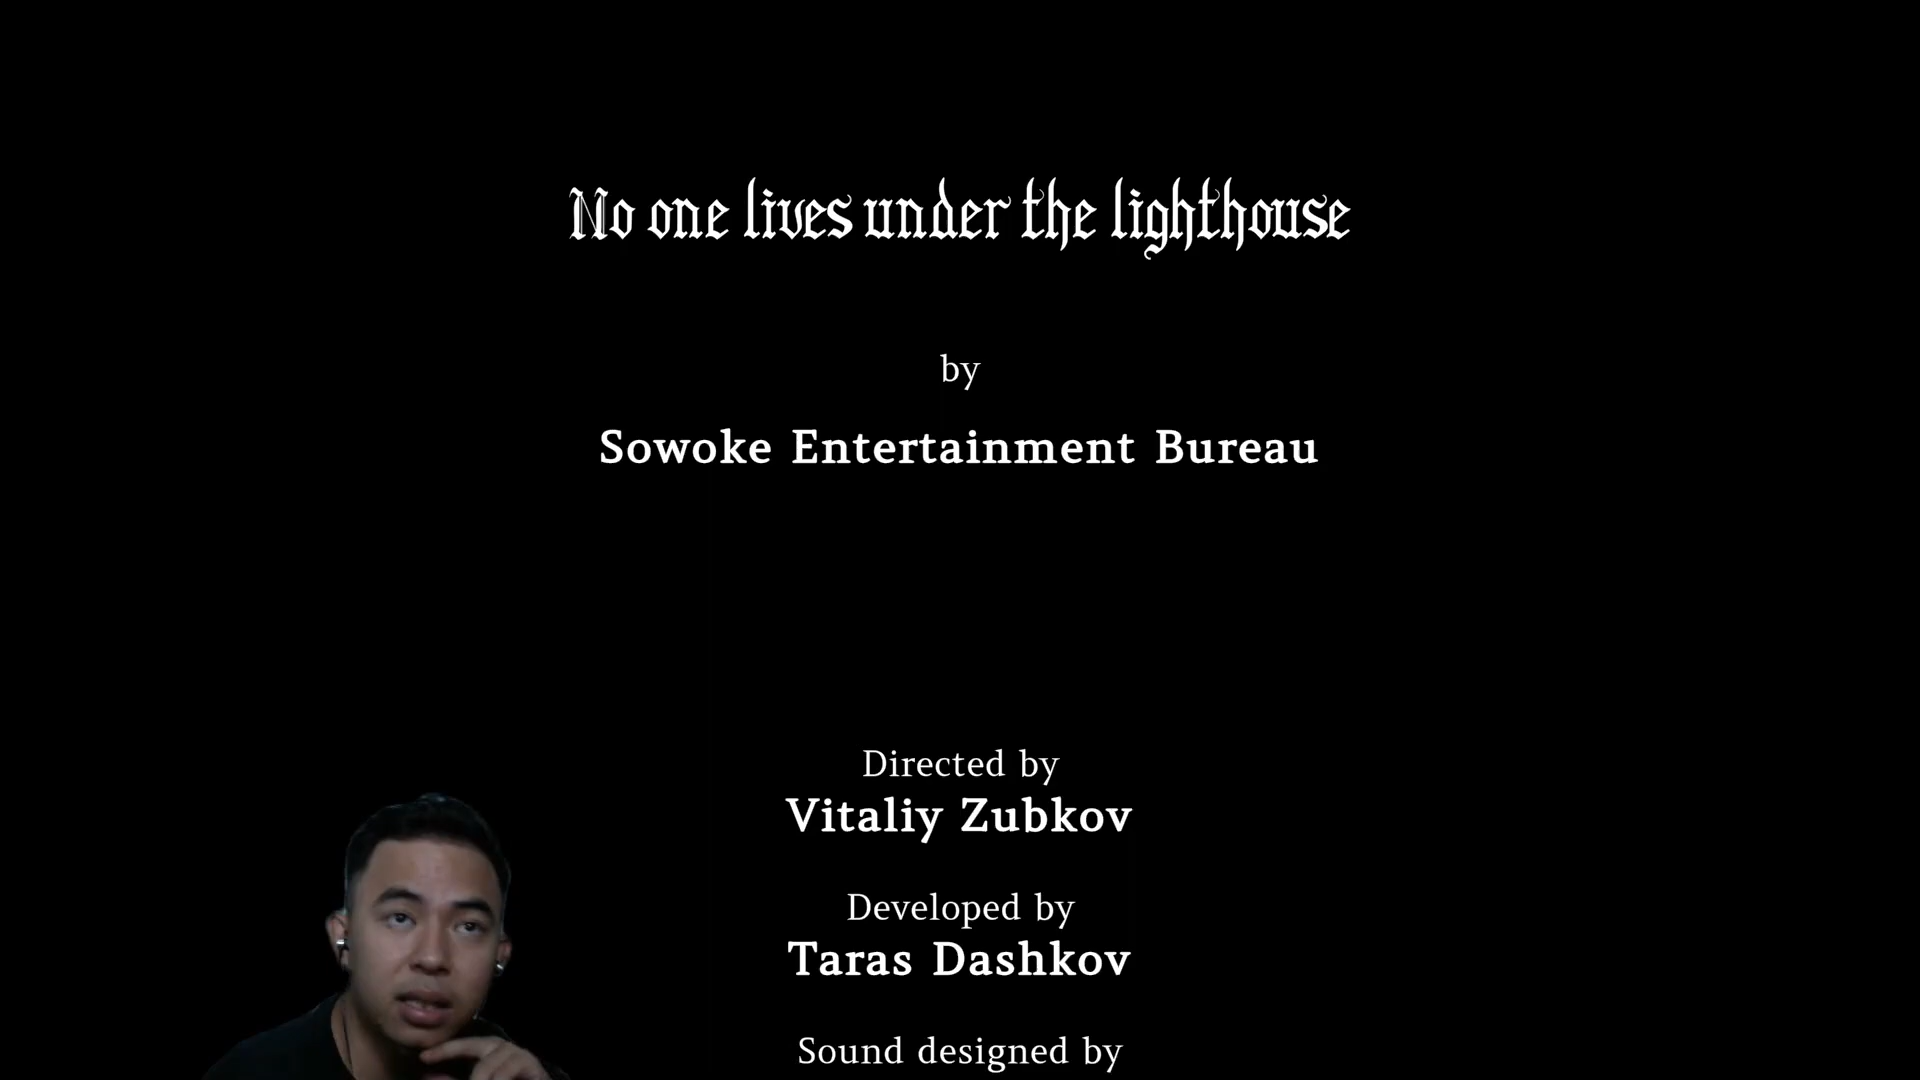 No one lives under the lighthouse
by
Sowoke Entertainment Bureau
Directed by
Vitaliy Zubkov
Developed by
Taras Dashkov
Sound designed by